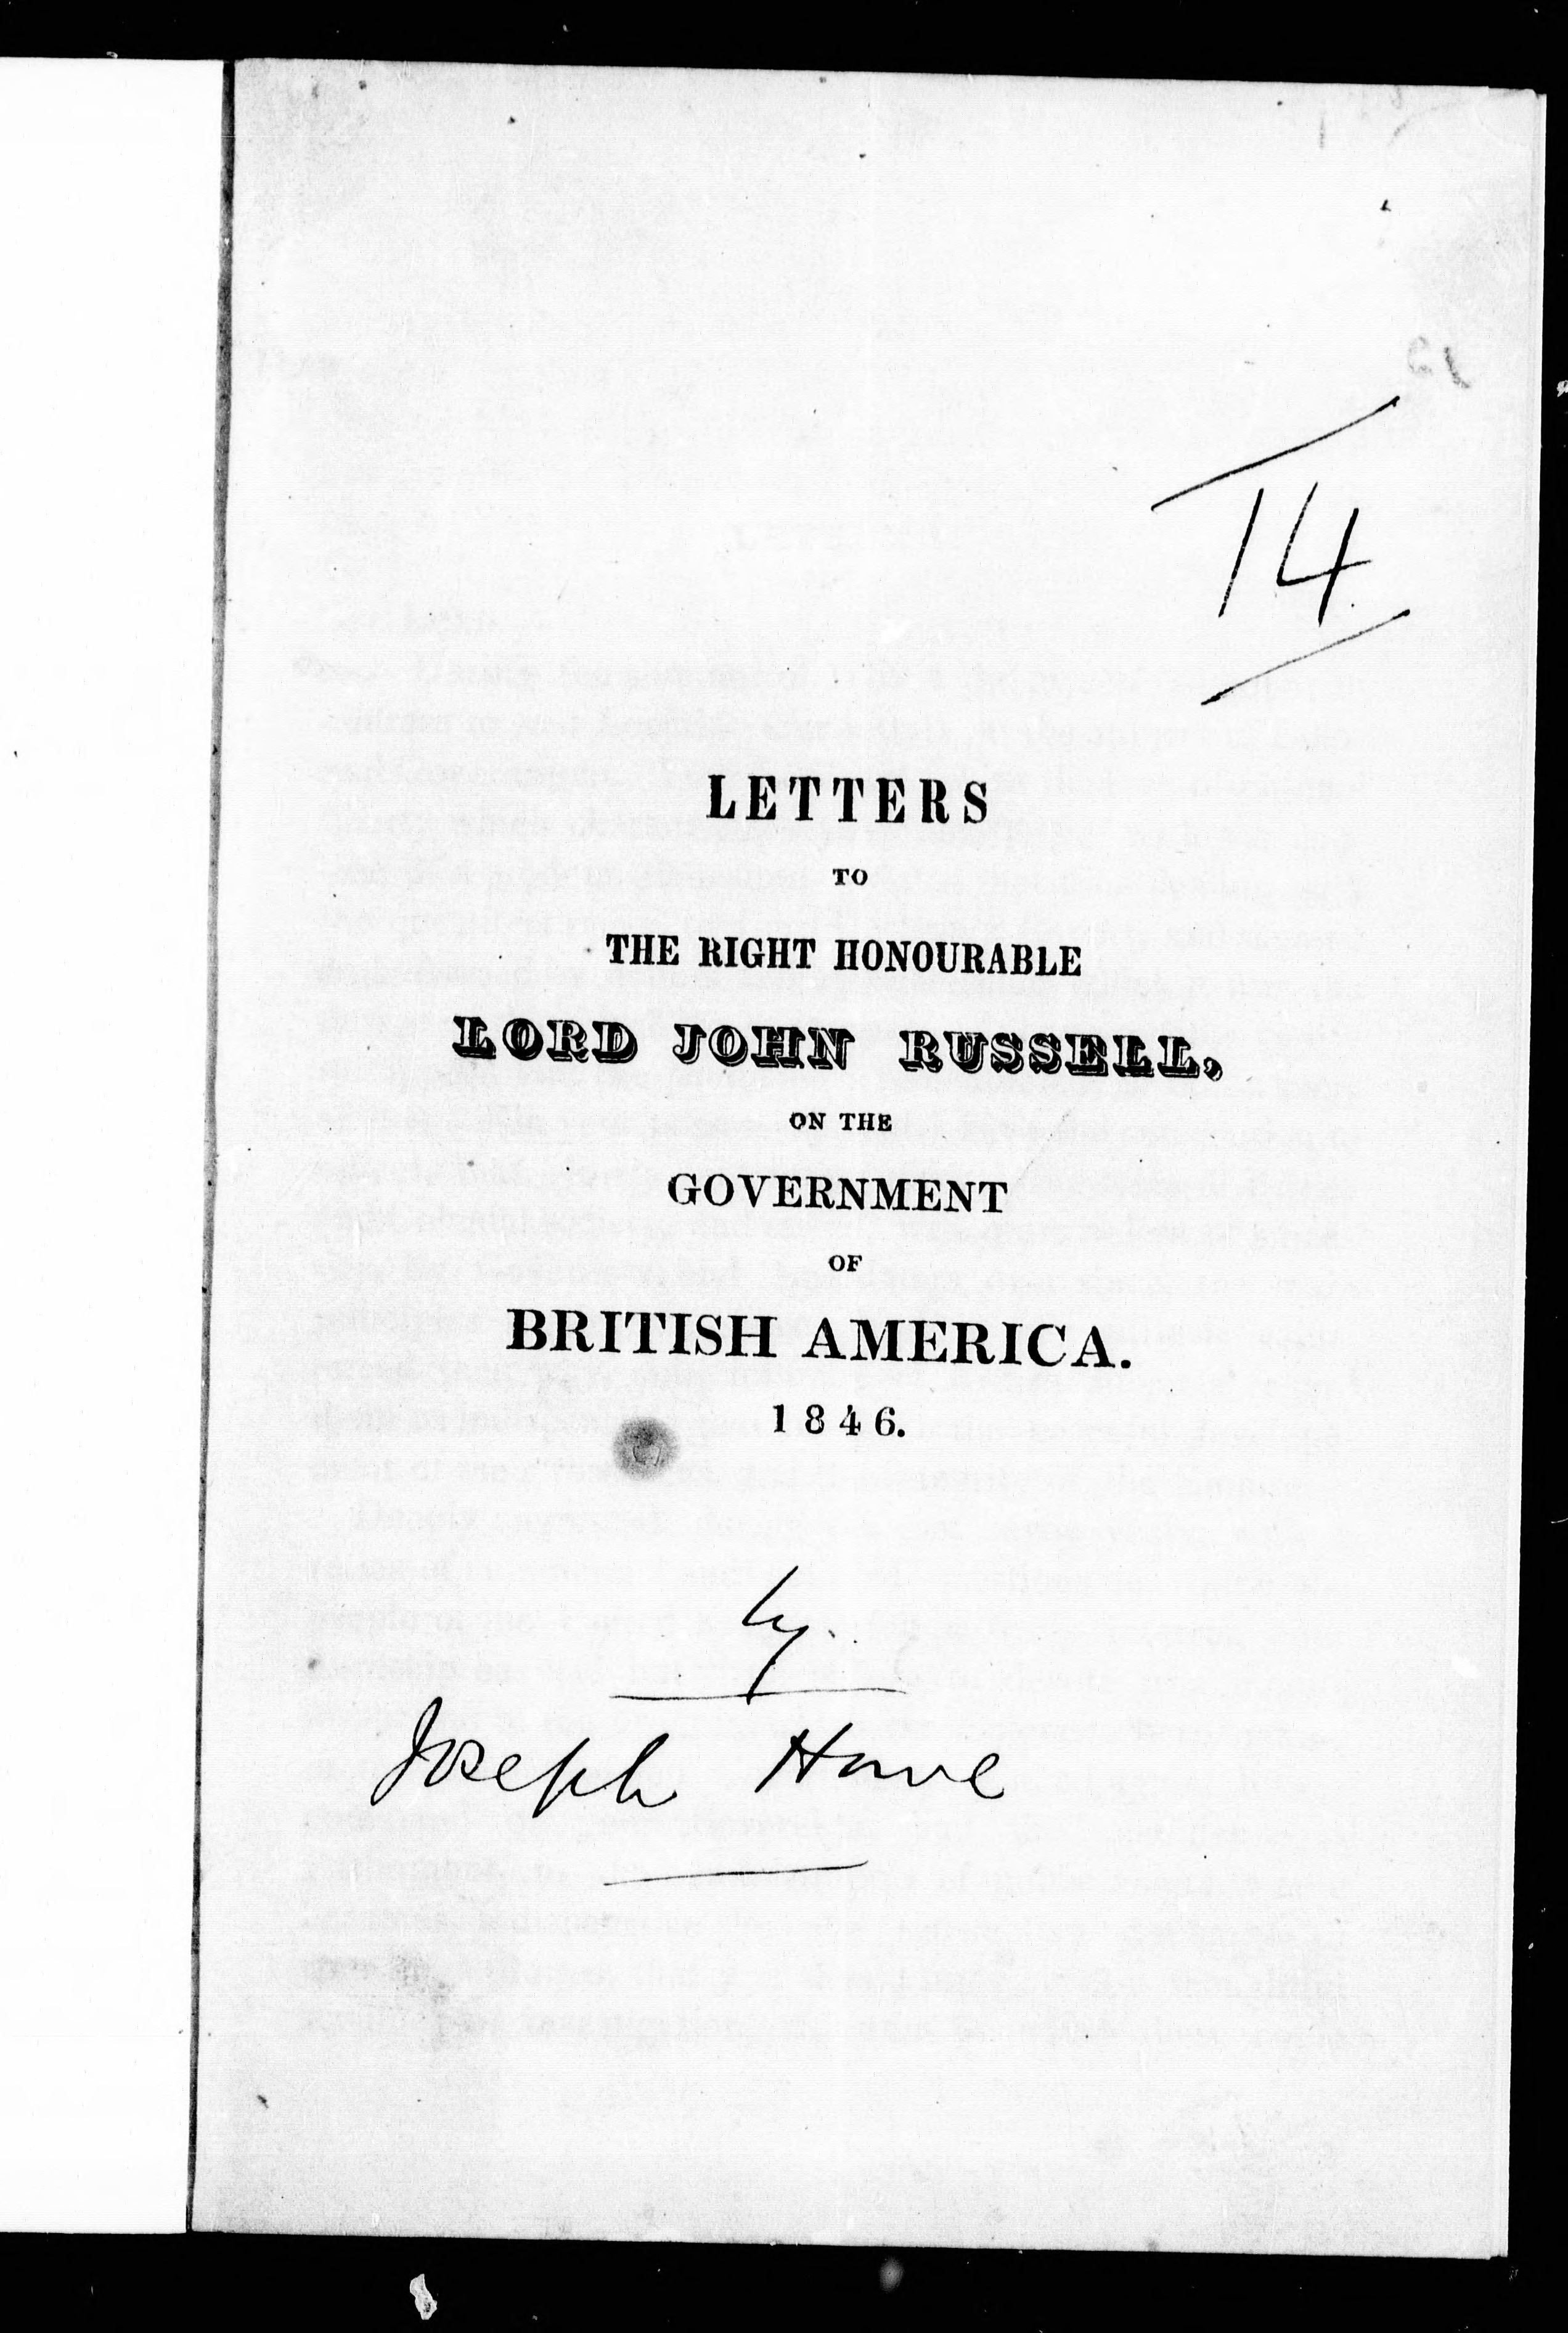 14
LETTERS
TO
THE RIGHT HONOURABLE
LORD JOHN RUSSELL,
ON THE
GOVERNMENT
OF
BRITISH AMERICA.
1846.
by
Joseph Howe